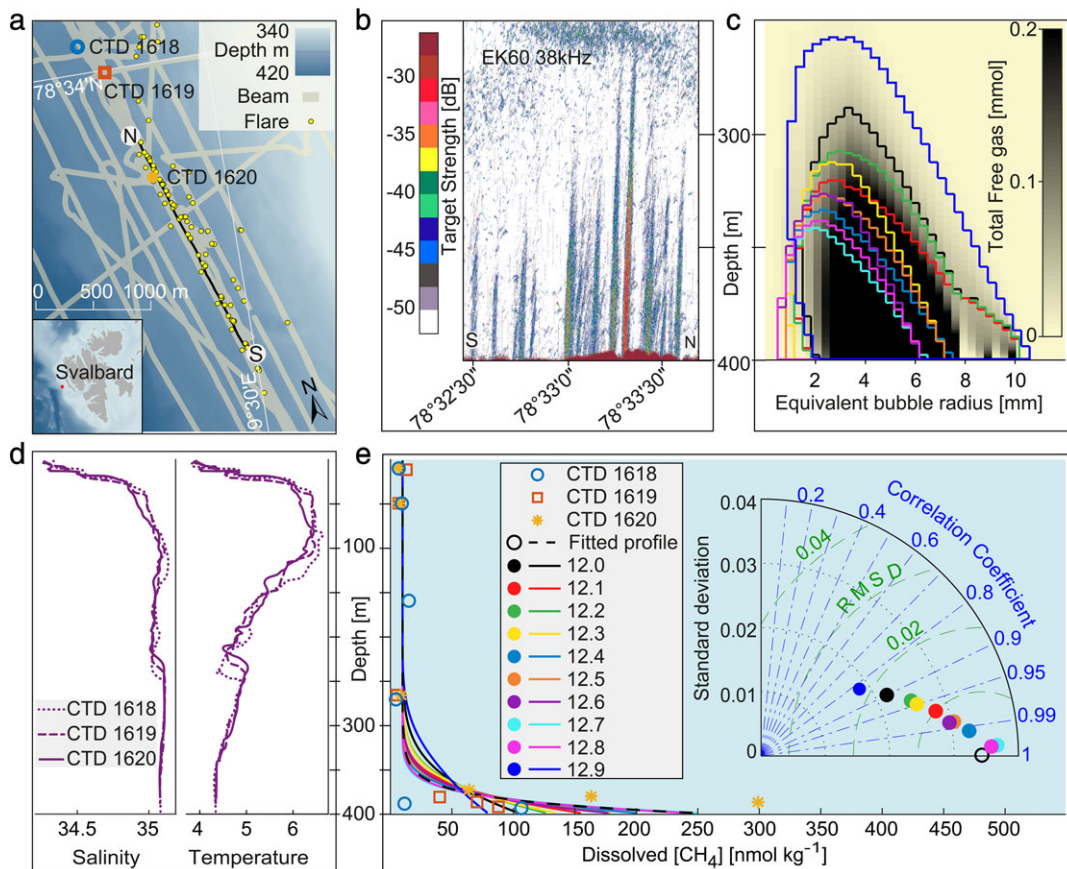 a
CTD 1618
340
Depth m
420
78°34'N
CTD 1619
Beam
Flare
N
CTD 1620
0 500 1000 m
S
Svalbard
9°30'E
N
b
EK60 38kHz
Target Strength [dB]
-30
-35
-40
-45
-50
S
N
78°32'30"
78°33'0"
78°33'30"
300
Depth [m]
400
c
0.2
Total Free gas [mmol]
0.1
0
2 4 6 8 10
Equivalent bubble radius [mm]
d
CTD 1618
CTD 1619
CTD 1620
34.5 35
Salinity
4 5 6
Temperature
100
Depth [m]
300
400
e
CTD 1618
CTD 1619
CTD 1620
Fitted profile
12.0
12.1
12.2
12.3
12.4
12.5
12.6
12.7
12.8
12.9
50 100 150 200 250 300 350 400 450 500
Dissolved [CH₄] [nmol kg⁻¹]
Standard deviation
0.04
0.03
0.02
0.01
0
0.04
RMSD
0.02
Correlation Coefficient
0.2
0.4
0.6
0.8
0.9
0.95
0.99
1